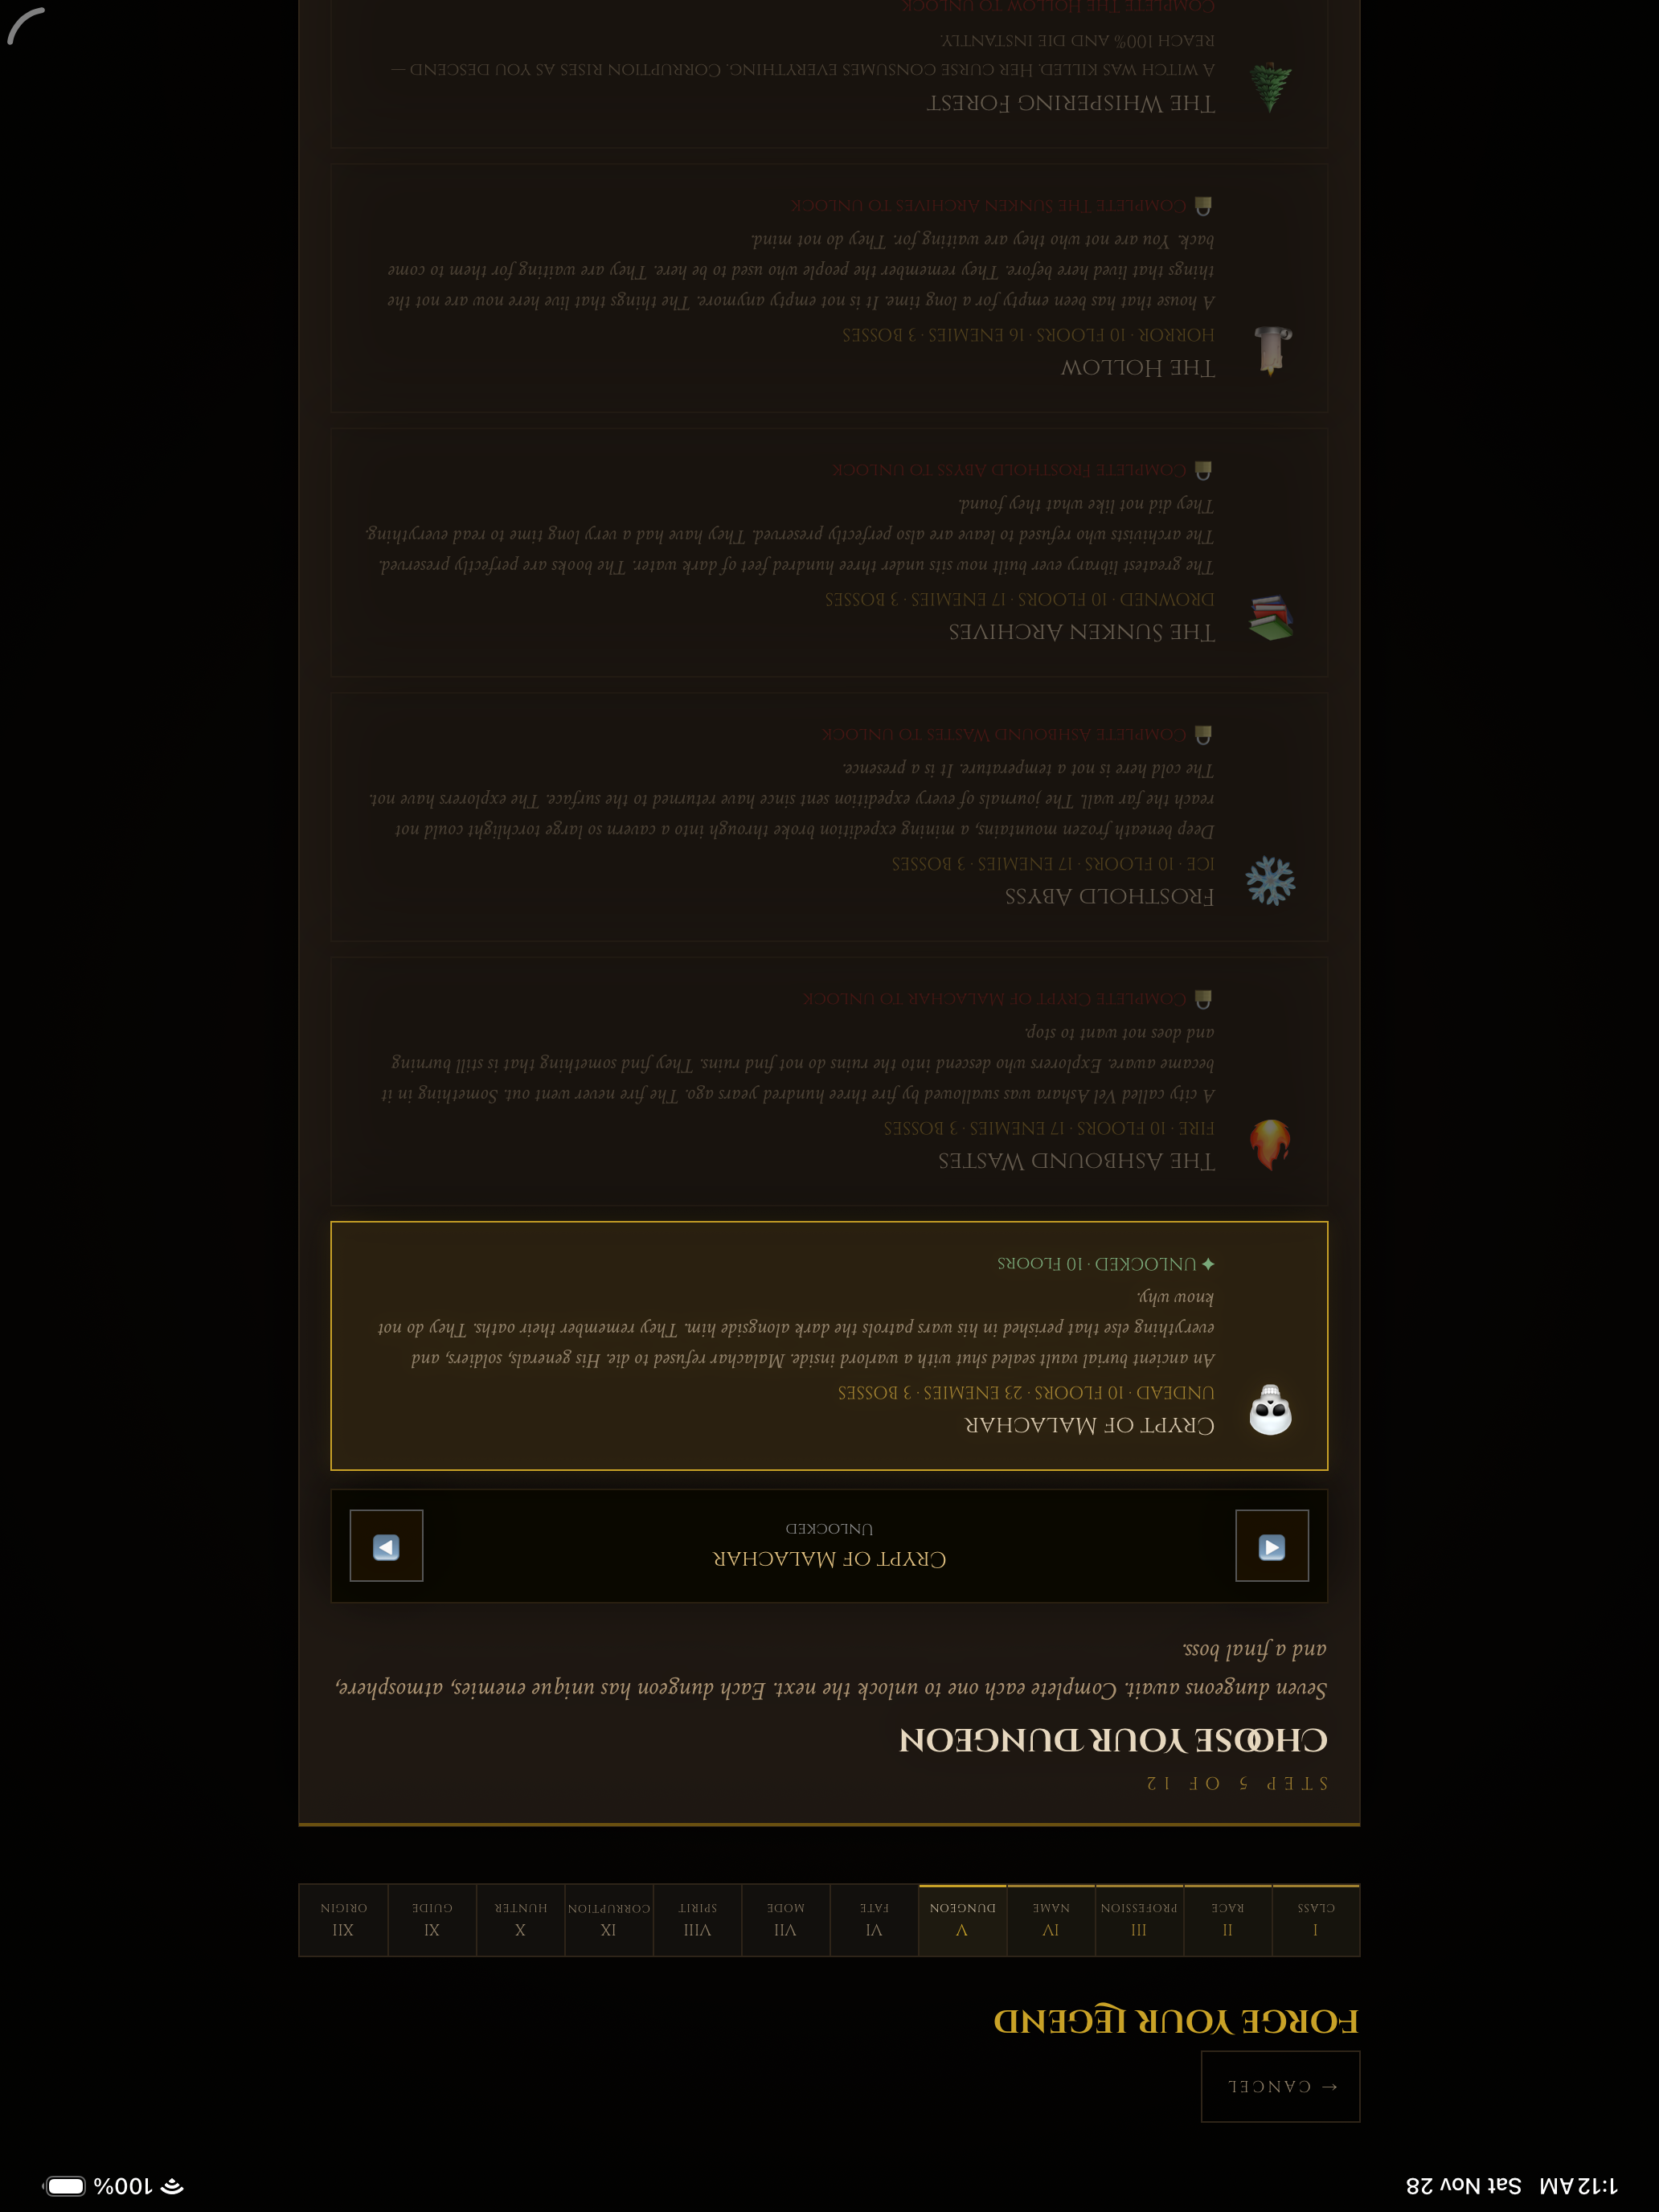 1:12 AM Sat Nov 28
100%
← CANCEL
FORGE YOUR LEGEND
I
CLASS
II
RACE
III
PROFESSION
IV
NAME
V
DUNGEON
VI
FATE
VII
MODE
VIII
SPIRIT
IX
CORRUPTION
X
HUNTER
XI
GUIDE
XII
ORIGIN
STEP 5 OF 12
CHOOSE YOUR DUNGEON
Seven dungeons await. Complete each one to unlock the next. Each dungeon has unique enemies, atmosphere,
and a final boss.
CRYPT OF MALACHAR
UNLOCKED
CRYPT OF MALACHAR
UNDEAD · 10 FLOORS · 23 ENEMIES · 3 BOSSES
An ancient burial vault sealed shut with a warlord inside. Malachar refused to die. His generals, soldiers, and
everything else that perished in his wars patrols the dark alongside him. They remember their oaths. They do not
know why.
✦ UNLOCKED · 10 FLOORS
THE ASHBOUND WASTES
FIRE · 10 FLOORS · 17 ENEMIES · 3 BOSSES
A city called Vel Ashara was swallowed by fire three hundred years ago. The fire never went out. Something in it
became aware. Explorers who descend into the ruins do not find ruins. They find something that is still burning
and does not want to stop.
COMPLETE CRYPT OF MALACHAR TO UNLOCK
FROSTHOLD ABYSS
ICE · 10 FLOORS · 17 ENEMIES · 3 BOSSES
Deep beneath frozen mountains, a mining expedition broke through into a cavern so large torchlight could not
reach the far wall. The journals of every expedition sent since have returned to the surface. The explorers have not.
The cold here is not a temperature. It is a presence.
COMPLETE ASHBOUND WASTES TO UNLOCK
THE SUNKEN ARCHIVES
DROWNED · 10 FLOORS · 17 ENEMIES · 3 BOSSES
The greatest library ever built now sits under three hundred feet of dark water. The books are perfectly preserved.
The archivists who refused to leave are also perfectly preserved. They have had a very long time to read everything.
They did not like what they found.
COMPLETE FROSTHOLD ABYSS TO UNLOCK
THE HOLLOW
HORROR · 10 FLOORS · 16 ENEMIES · 3 BOSSES
A house that has been empty for a long time. It is not empty anymore. The things that live here now are not the
things that lived here before. They remember the people who used to be here. They are waiting for them to come
back. You are not who they are waiting for. They do not mind.
COMPLETE THE SUNKEN ARCHIVES TO UNLOCK
THE WHISPERING FOREST
A WITCH WAS KILLED. HER CURSE CONSUMES EVERYTHING. CORRUPTION RISES AS YOU DESCEND —
REACH 100% AND DIE INSTANTLY.
COMPLETE THE HOLLOW TO UNLOCK